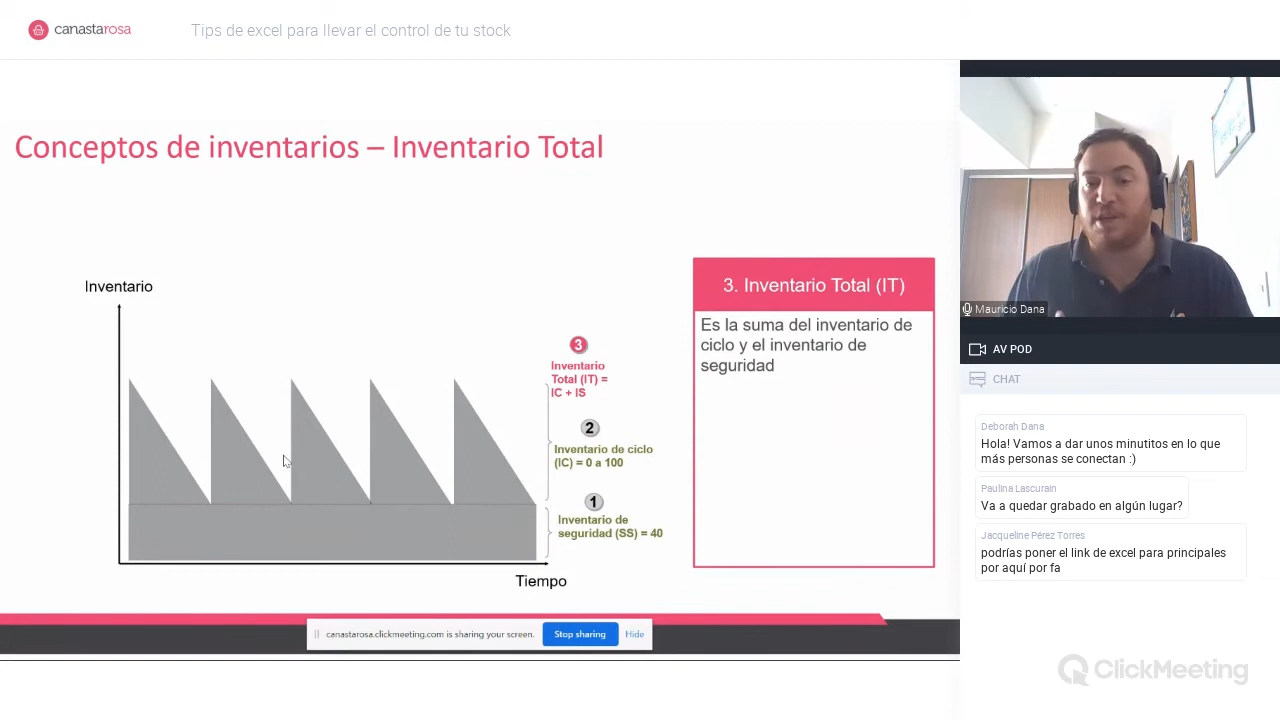 canastarosa
Tips de excel para llevar el control de tu stock
Conceptos de inventarios – Inventario Total
Inventario
3
Inventario
Total (IT) =
IC + IS
2
Inventario de ciclo
(IC) = 0 a 100
1
Inventario de
seguridad (SS) = 40
Tiempo
3. Inventario Total (IT)
Es la suma del inventario de
ciclo y el inventario de
seguridad
canastarosa.clickmeeting.com is sharing your screen.
Stop sharing
Hide
Mauricio Dana
AV POD
CHAT
Deborah Dana
Hola! Vamos a dar unos minutitos en lo que
más personas se conectan :)
Paulina Lascurain
Va a quedar grabado en algún lugar?
Jacqueline Pérez Torres
podrías poner el link de excel para principales
por aquí por fa
ClickMeeting